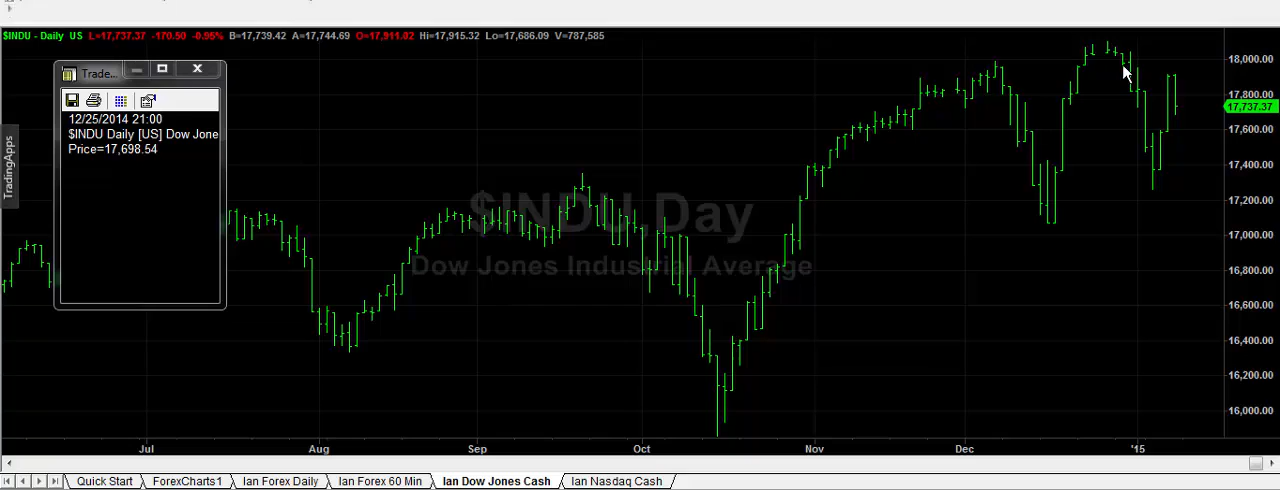 $INDU - Daily US L=17,737.37 -170.50 -0.95% B=17,739.42 A=17,744.69 O=17,911.02 Hi=17,915.32 Lo=17,686.09 V=787,585
Trade...
12/25/2014 21:00
$INDU Daily [US] Dow Jone
Price=17,698.54
TradingApps
$INDU,Day
Dow Jones Industrial Average
18,000.00
17,800.00
17,737.37
17,600.00
17,400.00
17,200.00
17,000.00
16,800.00
16,600.00
16,400.00
16,200.00
16,000.00
Jul Aug Sep Oct Nov Dec '15
Quick Start ForexCharts1 Ian Forex Daily Ian Forex 60 Min Ian Dow Jones Cash Ian Nasdaq Cash